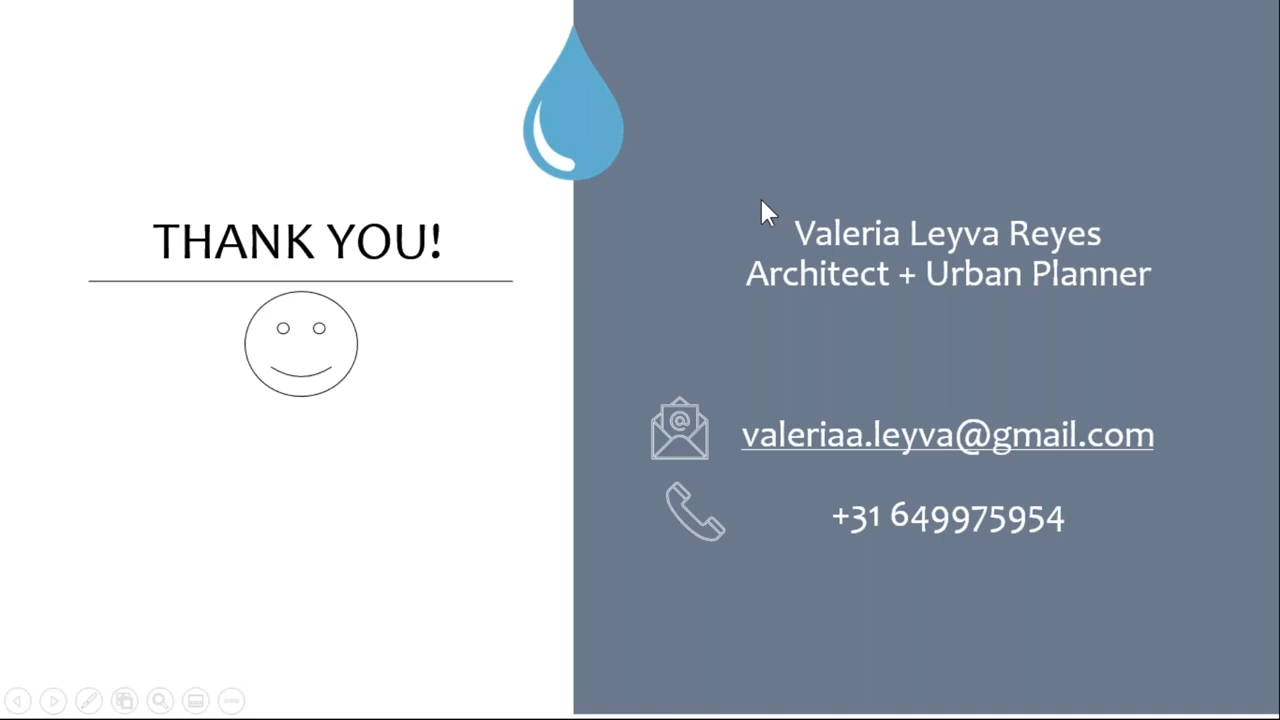 THANK YOU!
Valeria Leyva Reyes
Architect + Urban Planner
valeriaa.leyva@gmail.com
+31 649975954